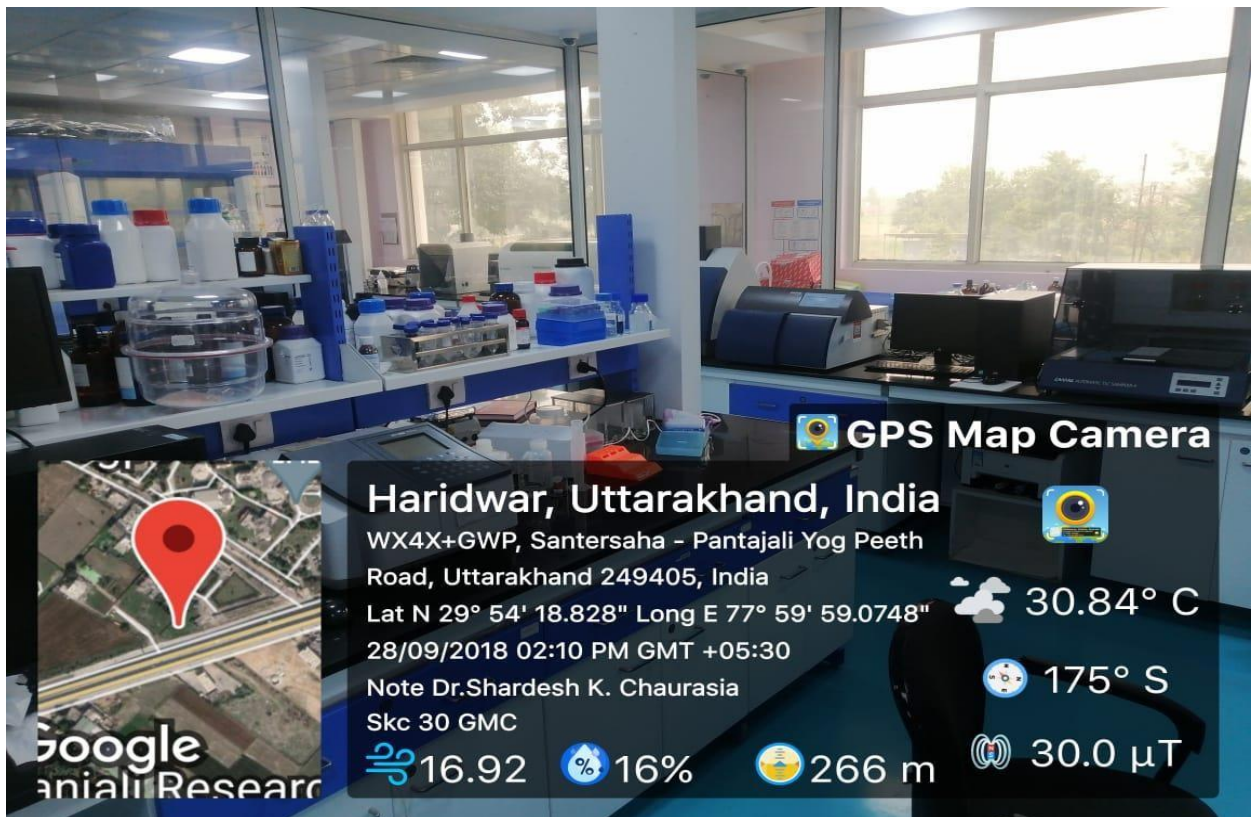 GPS Map Camera
Haridwar, Uttarakhand, India
WX4X+GWP, Santersaha - Pantajali Yog Peeth
Road, Uttarakhand 249405, India
Lat N 29° 54' 18.828" Long E 77° 59' 59.0748"
28/09/2018 02:10 PM GMT +05:30
Note Dr.Shardesh K. Chaurasia
Skc 30 GMC
16.92
16%
266 m
30.84° C
175° S
30.0 µT
Google
anjali Researc